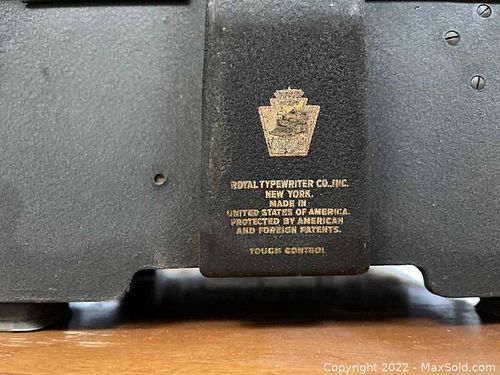 ROYAL TYPEWRITER CO., INC.
NEW YORK.
MADE IN
UNITED STATES OF AMERICA.
PROTECTED BY AMERICAN
AND FOREIGN PATENTS.
TOUCH CONTROL
Copyright 2022 - MaxSold.com